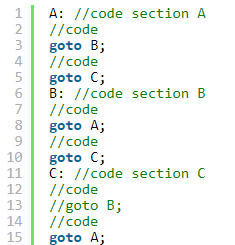 1 A: //code section A
2 //code
3 goto B;
4 //code
5 goto C;
6 B: //code section B
7 //code
8 goto A;
9 //code
10 goto C;
11 C: //code section C
12 //code
13 //goto B;
14 //code
15 goto A;